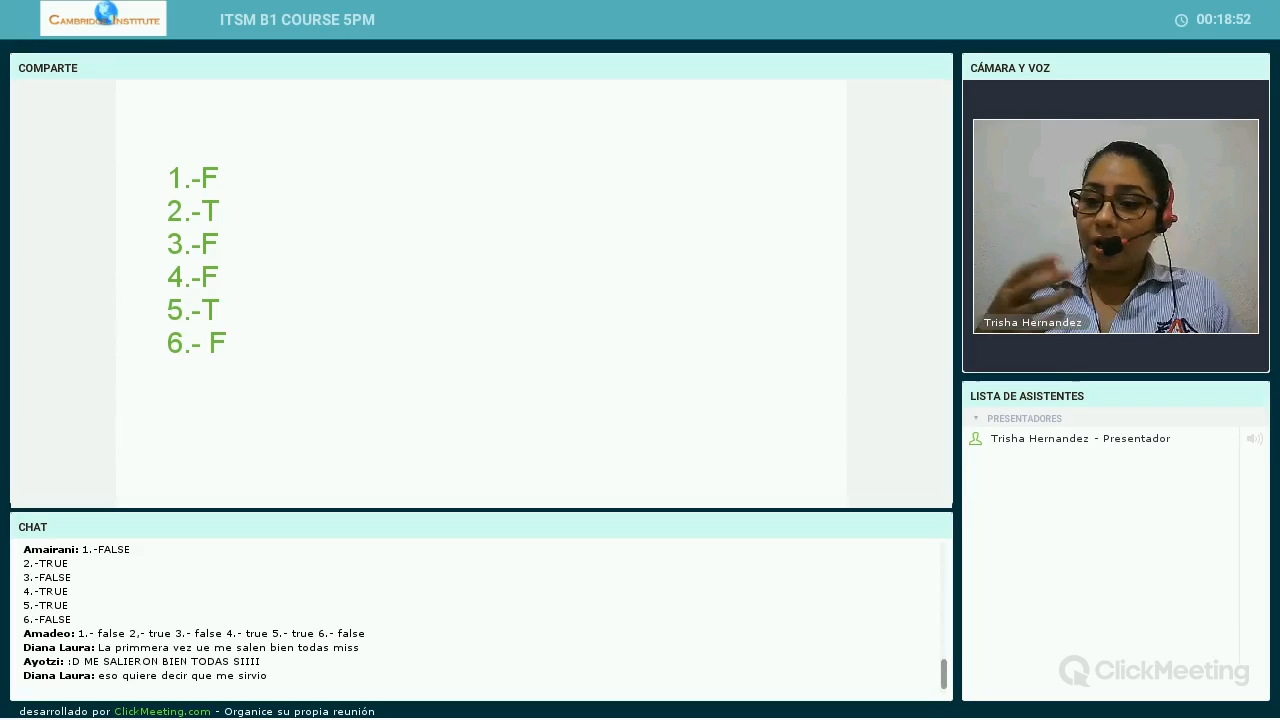 CAMBRIDGE INSTITUTE
ITSM B1 COURSE 5PM
00:18:52
COMPARTE
1.-F
2.-T
3.-F
4.-F
5.-T
6.- F
CÁMARA Y VOZ
Trisha Hernandez
LISTA DE ASISTENTES
PRESENTADORES
Trisha Hernandez - Presentador
CHAT
Amairani: 1.-FALSE
2.-TRUE
3.-FALSE
4.-TRUE
5.-TRUE
6.-FALSE
Amadeo: 1.- false 2,- true 3.- false 4.- true 5.- true 6.- false
Diana Laura: La primmera vez ue me salen bien todas miss
Ayotzi: :D ME SALIERON BIEN TODAS SIIII
Diana Laura: eso quiere decir que me sirvio
ClickMeeting
desarrollado por ClickMeeting.com - Organice su propia reunión